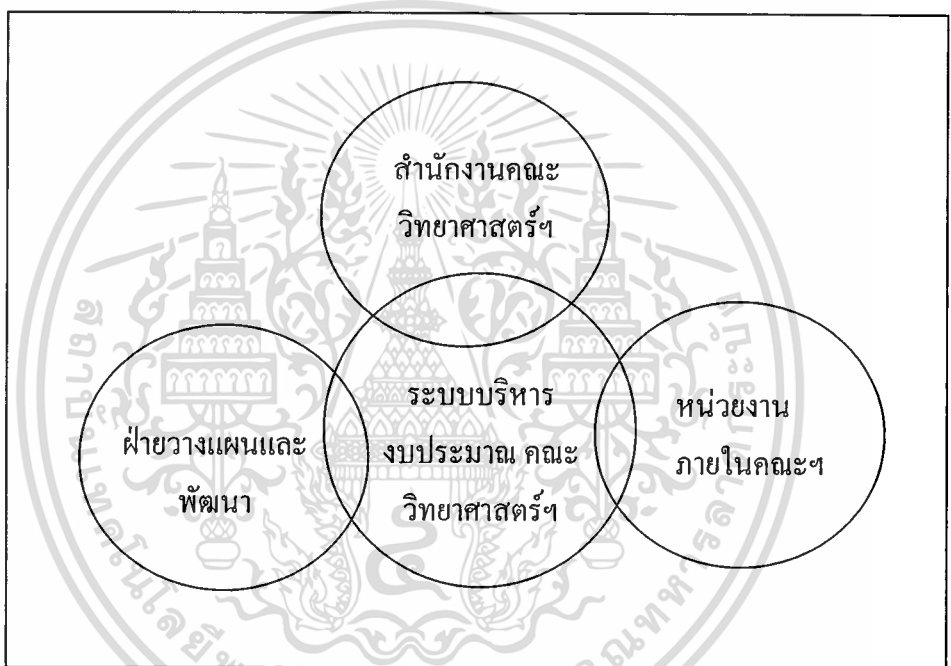 สำนักงานคณะ
วิทยาศาสตร์ฯ
ฝ่ายวางแผนและ
พัฒนา
ระบบบริหาร
งบประมาณ คณะ
วิทยาศาสตร์ฯ
หน่วยงาน
ภายในคณะฯ